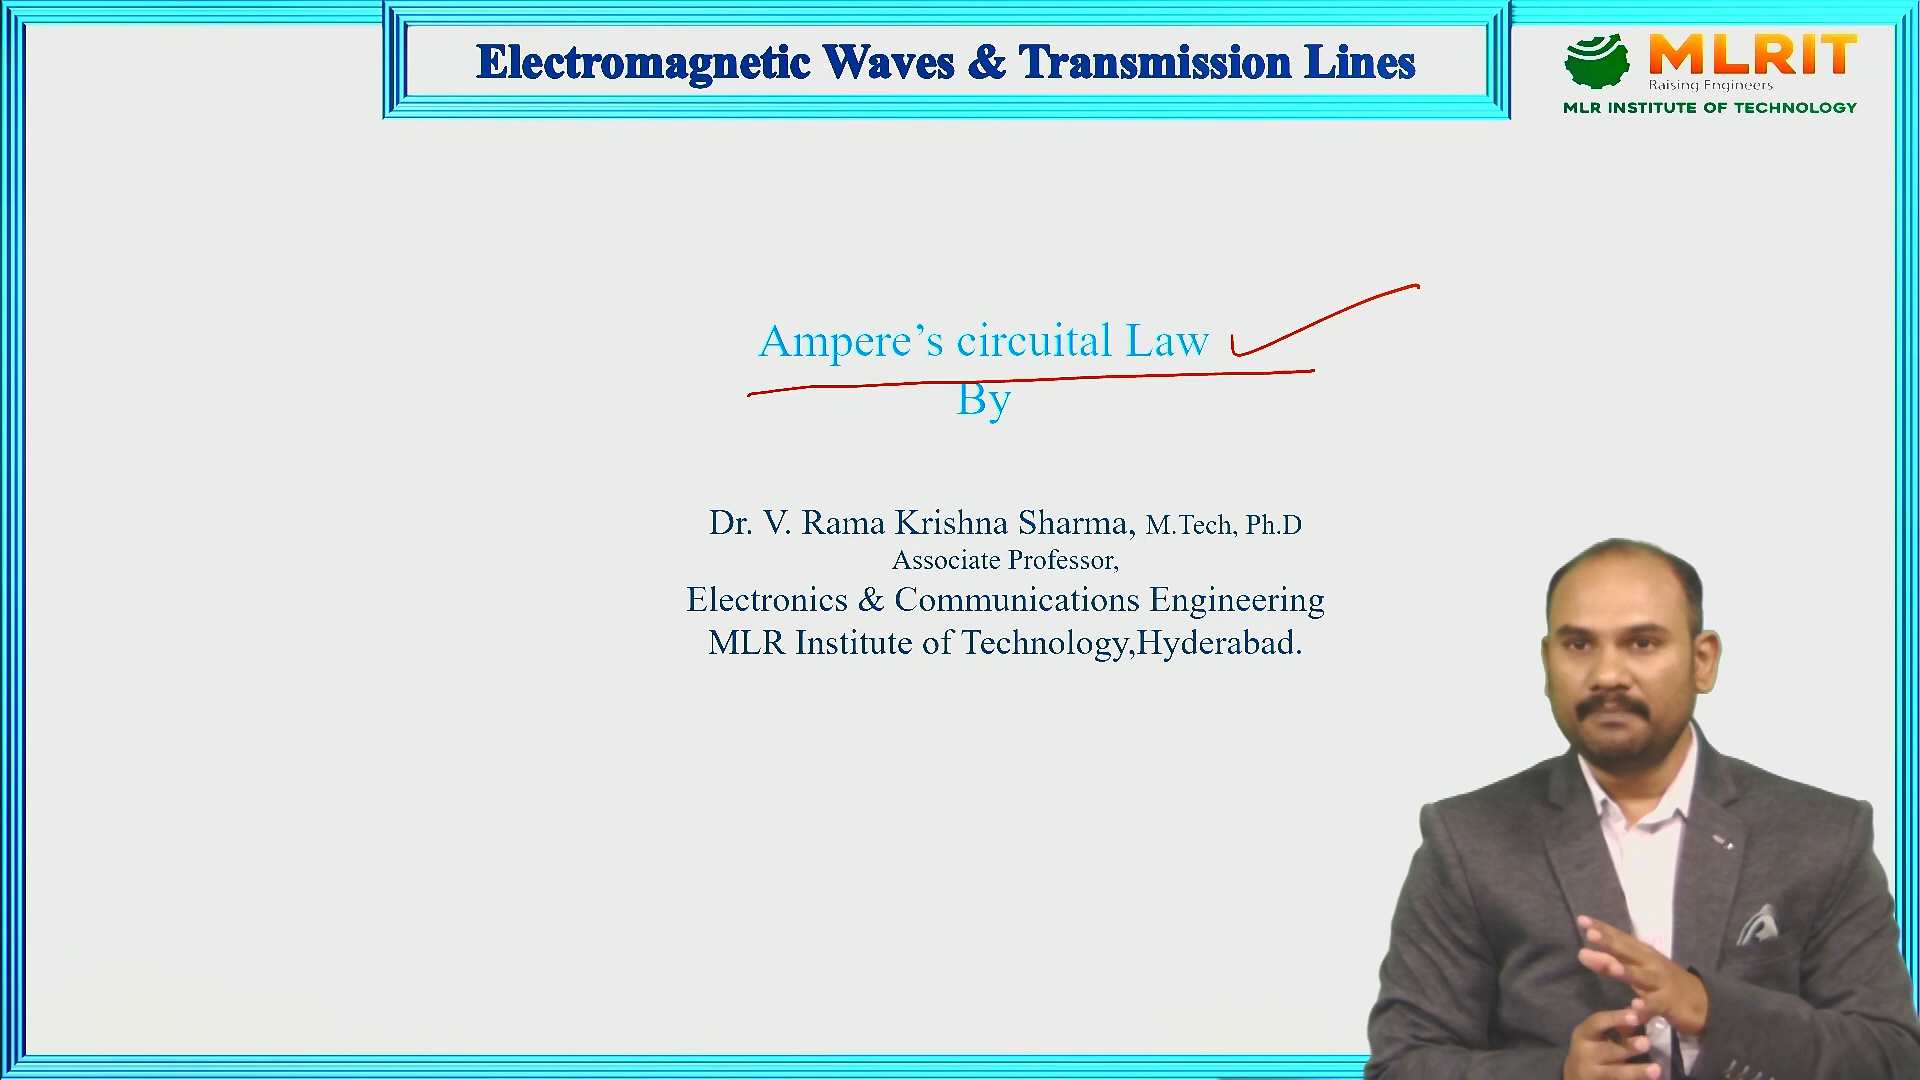 Electromagnetic Waves & Transmission Lines
MLRIT
Raising Engineers
MLR INSTITUTE OF TECHNOLOGY
Ampere’s circuital Law
By
Dr. V. Rama Krishna Sharma, M.Tech, Ph.D
Associate Professor,
Electronics & Communications Engineering
MLR Institute of Technology,Hyderabad.